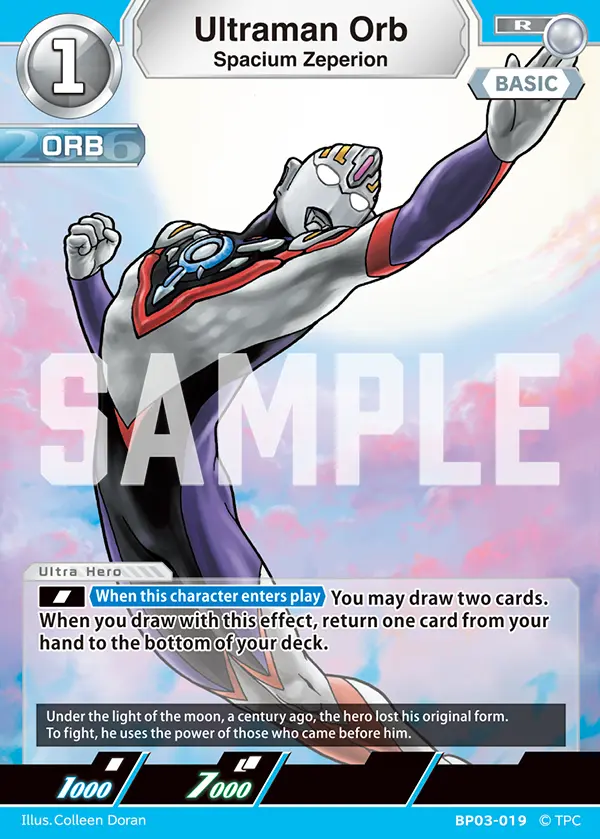 1
Ultraman Orb
Spacium Zeperion
R
BASIC
2016
ORB
SAMPLE
Ultra Hero
When this character enters play You may draw two cards.
When you draw with this effect, return one card from your
hand to the bottom of your deck.
Under the light of the moon, a century ago, the hero lost his original form.
To fight, he uses the power of those who came before him.
1000
7000
Illus. Colleen Doran
BP03-019 © TPC